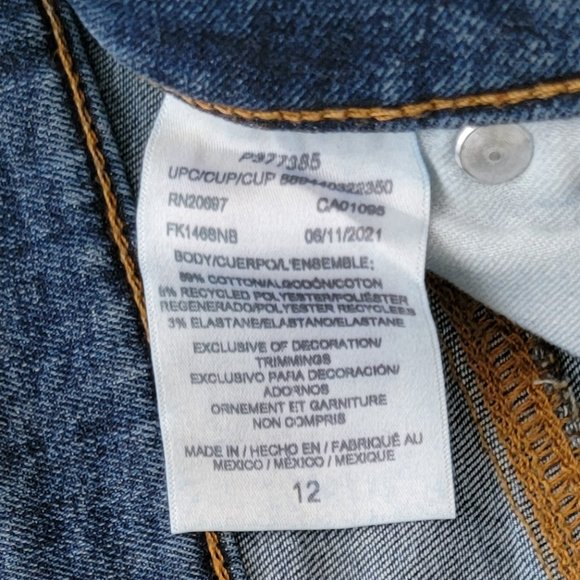 P377385
UPC/CUP/CUP
RN20697 CA01098
FK1468NB 06/11/2021
BODY/CUERPO/L'ENSEMBLE:
COTTON/ALGODÓN/COTON
RECYCLED POLYESTER/POLIÉSTER
REGENERADO/POLYESTER RECYCLES
3% ELASTANE/ELASTANO/ELASTANE
EXCLUSIVE OF DECORATION/
TRIMMINGS
EXCLUSIVO PARA DECORACIÓN/
ADORNOS
ORNEMENT ET GARNITURE
NON COMPRIS
MADE IN / HECHO EN / FABRIQUÉ AU
MEXICO / MÉXICO / MEXIQUE
12